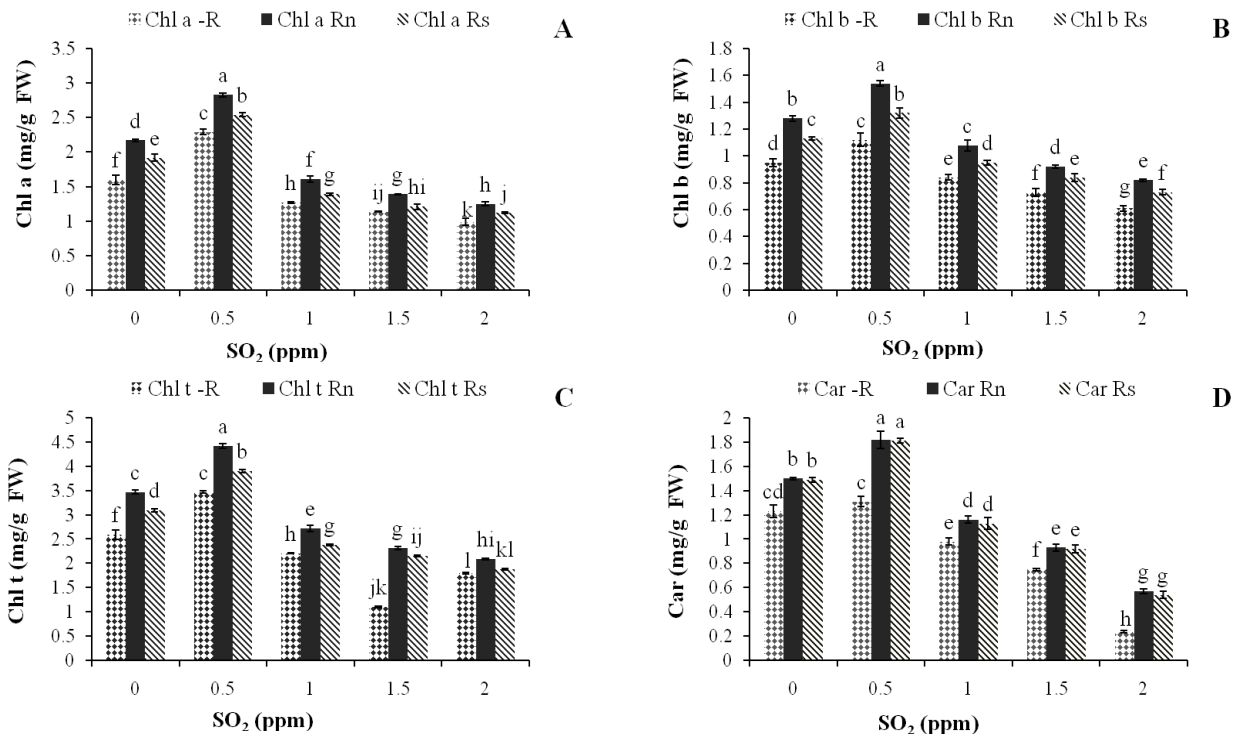 Chl a -R Chl a Rn Chl a Rs
A
Chl a (mg/g FW)
3.5
3
2.5
2
1.5
1
0.5
0
f d e c a b h f g ij g hi k h j
0 0.5 1 1.5 2
SO₂ (ppm)
Chl b -R Chl b Rn Chl b Rs
B
Chl b (mg/g FW)
1.8
1.6
1.4
1.2
1
0.8
0.6
0.4
0.2
0
d b c c a b f c d f d e g e f
0 0.5 1 1.5 2
SO₂ (ppm)
Chl t -R Chl t Rn Chl t Rs
C
Chl t (mg/g FW)
5
4.5
4
3.5
3
2.5
2
1.5
1
0.5
0
f c d c a b h e g jk g ij l hi kl
0 0.5 1 1.5 2
SO₂ (ppm)
Car -R Car Rn Car Rs
D
Car (mg/g FW)
2
1.8
1.6
1.4
1.2
1
0.8
0.6
0.4
0.2
0
cd b b c a a e d d f e e h g g
0 0.5 1 1.5 2
SO₂ (ppm)